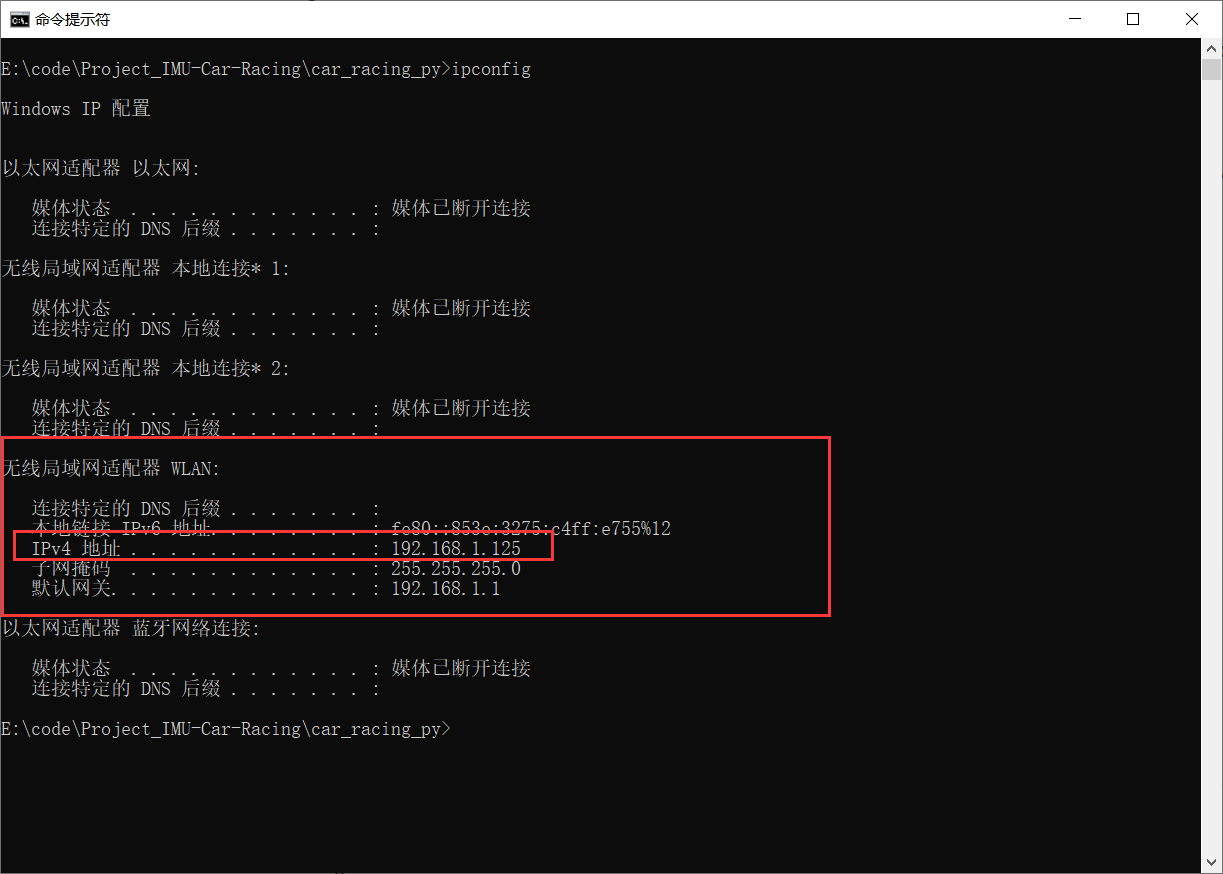 命令提示符
E:\code\Project_IMU-Car-Racing\car_racing_py>ipconfig
Windows IP 配置
以太网适配器 以太网:
媒体状态 . . . . . . . . . . . . : 媒体已断开连接
连接特定的 DNS 后缀 . . . . . . . :
无线局域网适配器 本地连接* 1:
媒体状态 . . . . . . . . . . . . : 媒体已断开连接
连接特定的 DNS 后缀 . . . . . . . :
无线局域网适配器 本地连接* 2:
媒体状态 . . . . . . . . . . . . : 媒体已断开连接
连接特定的 DNS 后缀 . . . . . . . :
无线局域网适配器 WLAN:
连接特定的 DNS 后缀 . . . . . . . :
本地链接 IPv6 地址. . . . . . . . : fe80::853e:3275:c4ff:e755%12
IPv4 地址 . . . . . . . . . . . . : 192.168.1.125
子网掩码 . . . . . . . . . . . . : 255.255.255.0
默认网关. . . . . . . . . . . . . : 192.168.1.1
以太网适配器 蓝牙网络连接:
媒体状态 . . . . . . . . . . . . : 媒体已断开连接
连接特定的 DNS 后缀 . . . . . . . :
E:\code\Project_IMU-Car-Racing\car_racing_py>